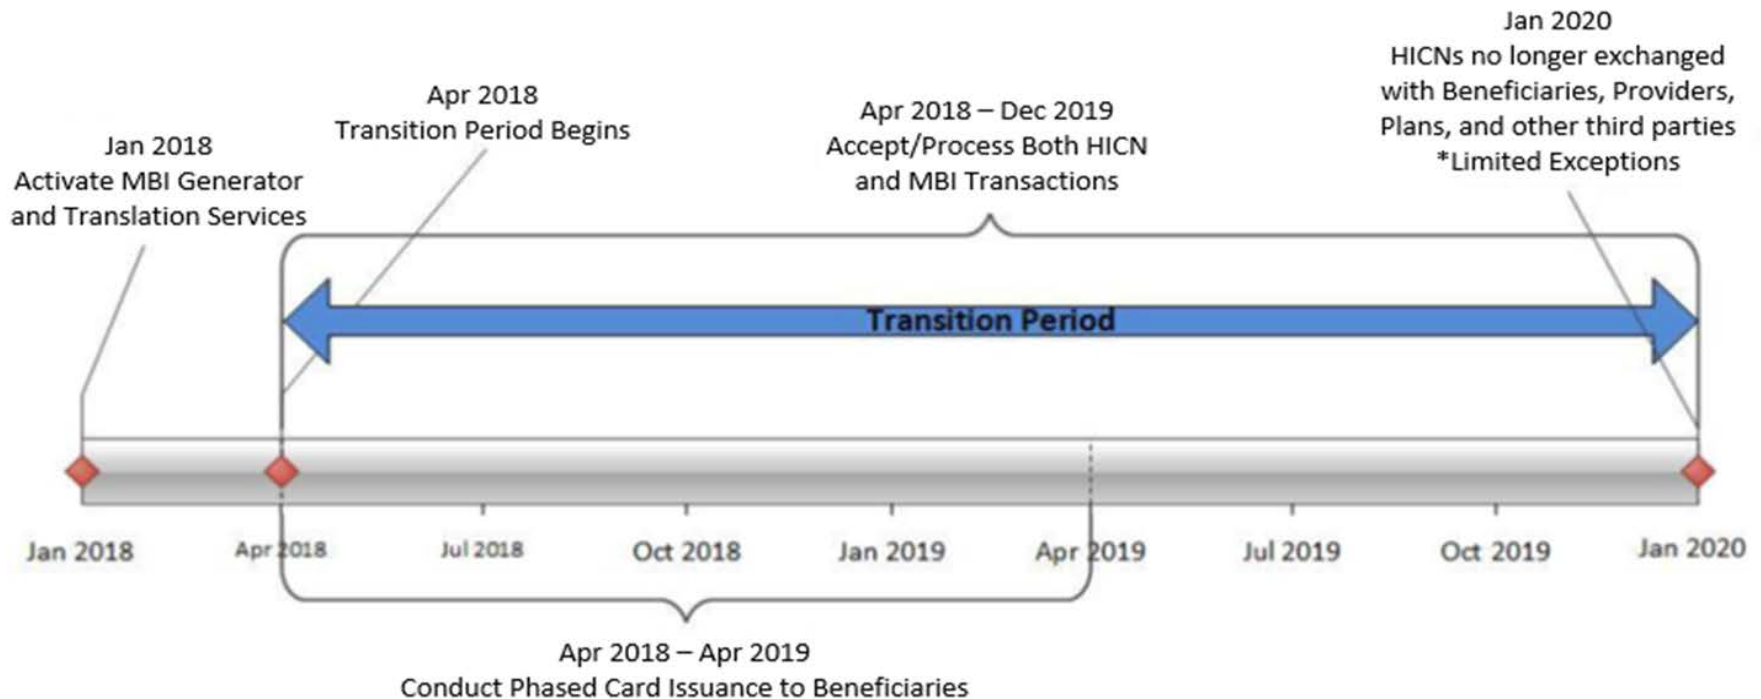 Jan 2020
HICNs no longer exchanged
with Beneficiaries, Providers,
Plans, and other third parties
*Limited Exceptions
Apr 2018
Transition Period Begins
Apr 2018 – Dec 2019
Accept/Process Both HICN
and MBI Transactions
Jan 2018
Activate MBI Generator
and Translation Services
Transition Period
Jan 2018
Apr 2018
Jul 2018
Oct 2018
Jan 2019
Apr 2019
Jul 2019
Oct 2019
Jan 2020
Apr 2018 – Apr 2019
Conduct Phased Card Issuance to Beneficiaries